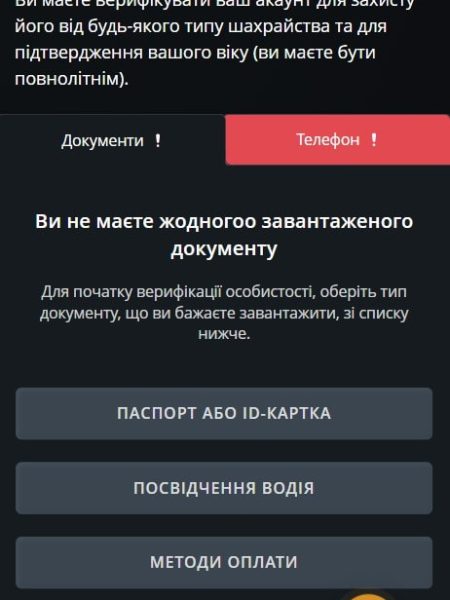 Ви маєте верифікувати ваш акаунт для захисту
його від будь-якого типу шахрайства та для
підтвердження вашого віку (ви маєте бути
повнолітнім).
Документи !
Телефон !
Ви не маєте жодногоо завантаженого
документу
Для початку верифікації особистості, оберіть тип
документу, що ви бажаєте завантажити, зі списку
нижче.
ПАСПОРТ АБО ID-КАРТКА
ПОСВІДЧЕННЯ ВОДІЯ
МЕТОДИ ОПЛАТИ